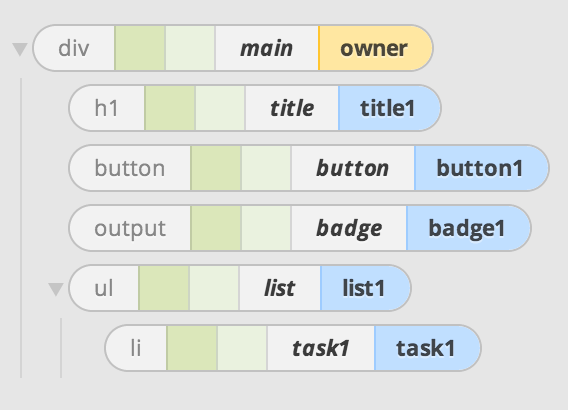 div main owner
h1 title title1
button button button1
output badge badge1
ul list list1
li task1 task1